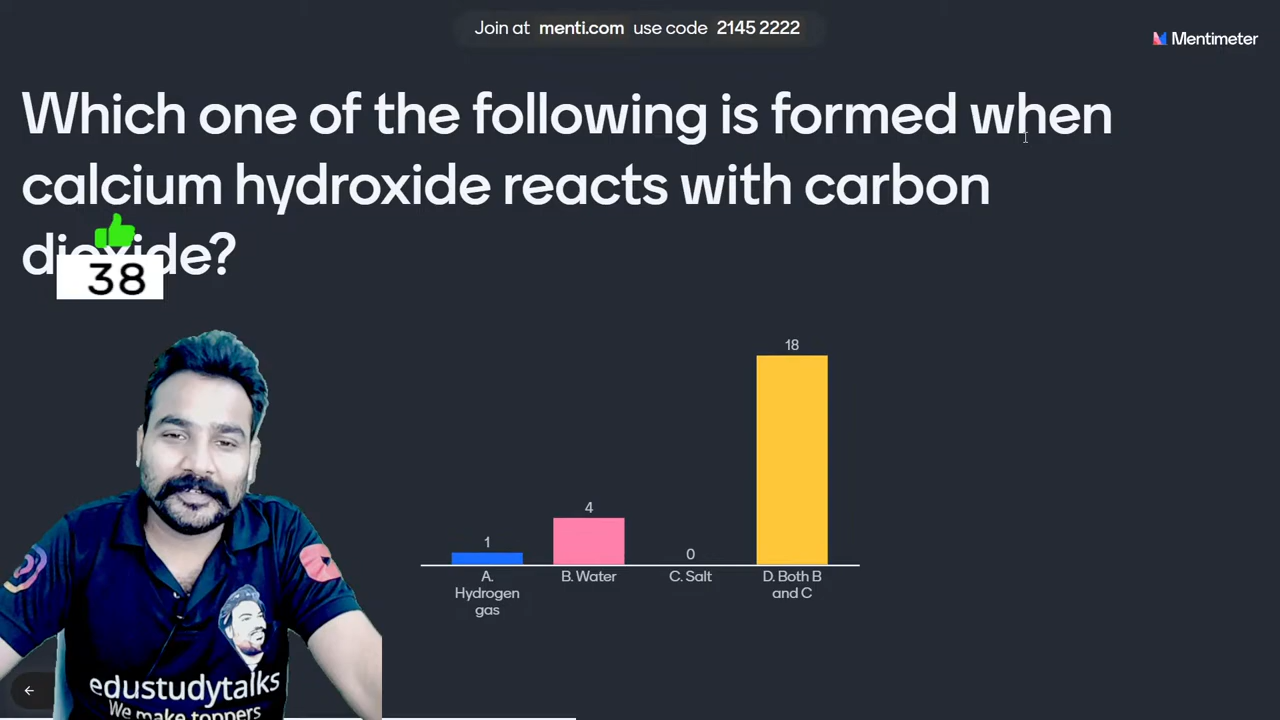 Join at menti.com use code 2145 2222
Mentimeter
Which one of the following is formed when
calcium hydroxide reacts with carbon
dioxide?
38
18
4
1
0
A.
Hydrogen
gas
B. Water
C. Salt
D. Both B
and C
edustudytalks
We make toppers